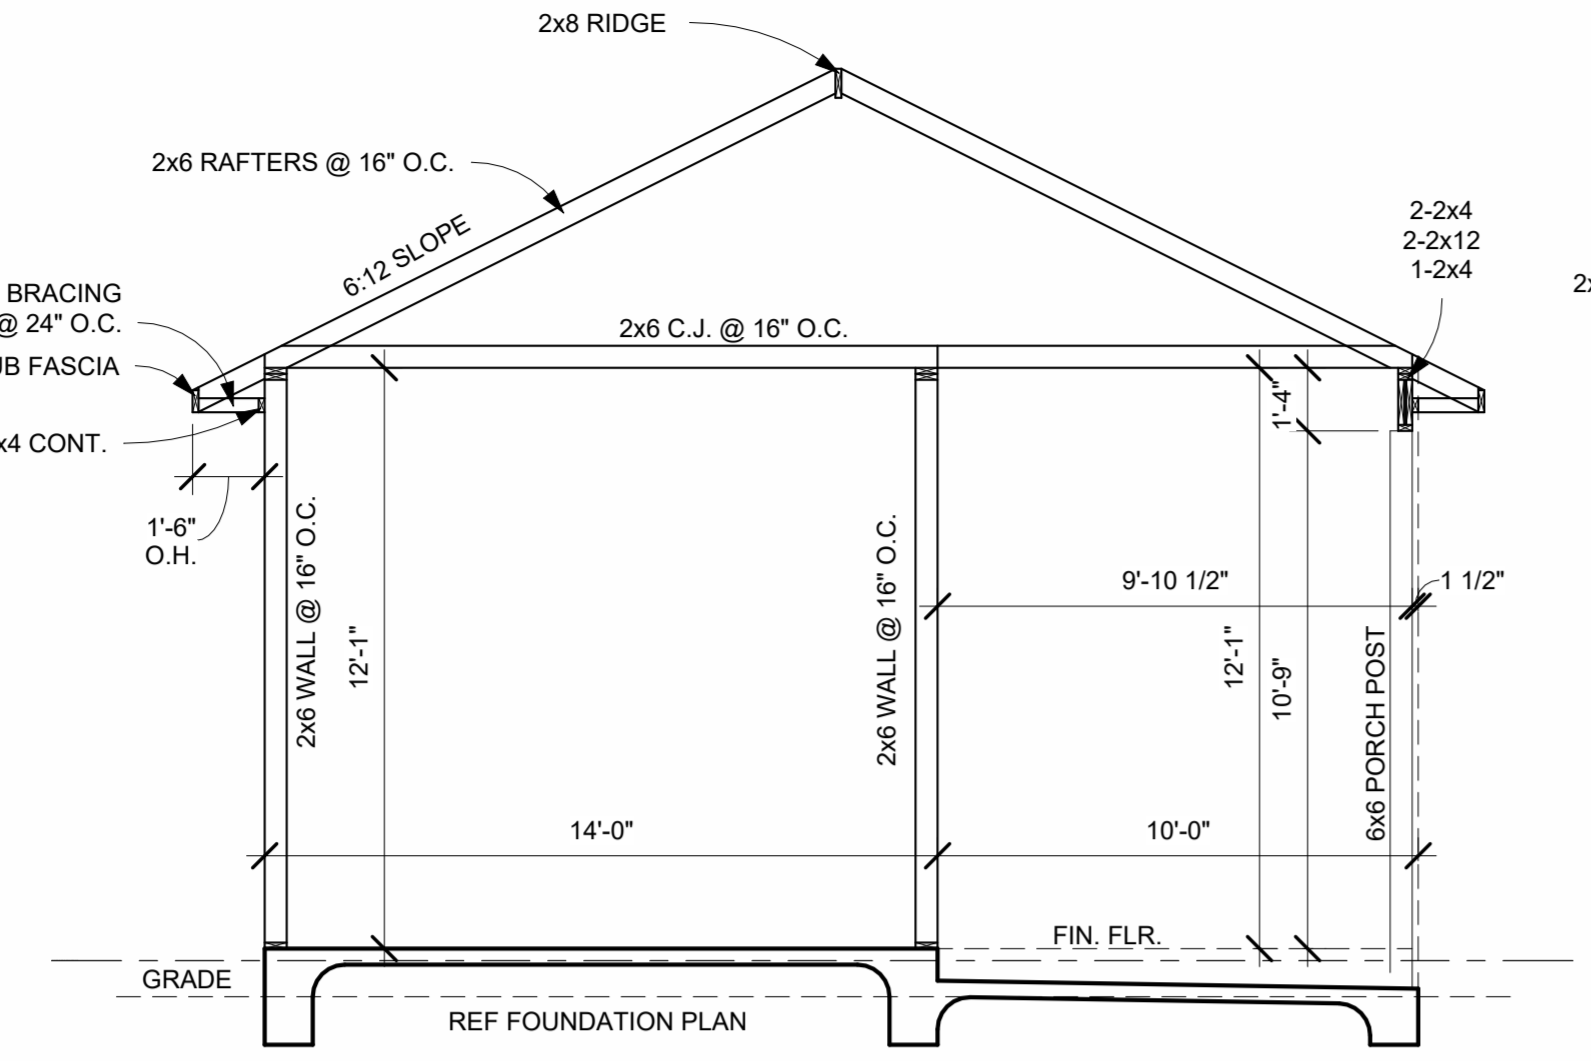 2x8 RIDGE
2x6 RAFTERS @ 16" O.C.
6:12 SLOPE
2-2x4
2-2x12
1-2x4
BRACING
@ 24" O.C.
FASCIA
x4 CONT.
2x6 C.J. @ 16" O.C.
1'-4"
1'-6"
O.H.
2x6 WALL @ 16" O.C.
12'-1"
2x6 WALL @ 16" O.C.
9'-10 1/2"
1 1/2"
12'-1"
10'-9"
6x6 PORCH POST
14'-0"
10'-0"
FIN. FLR.
GRADE
REF FOUNDATION PLAN